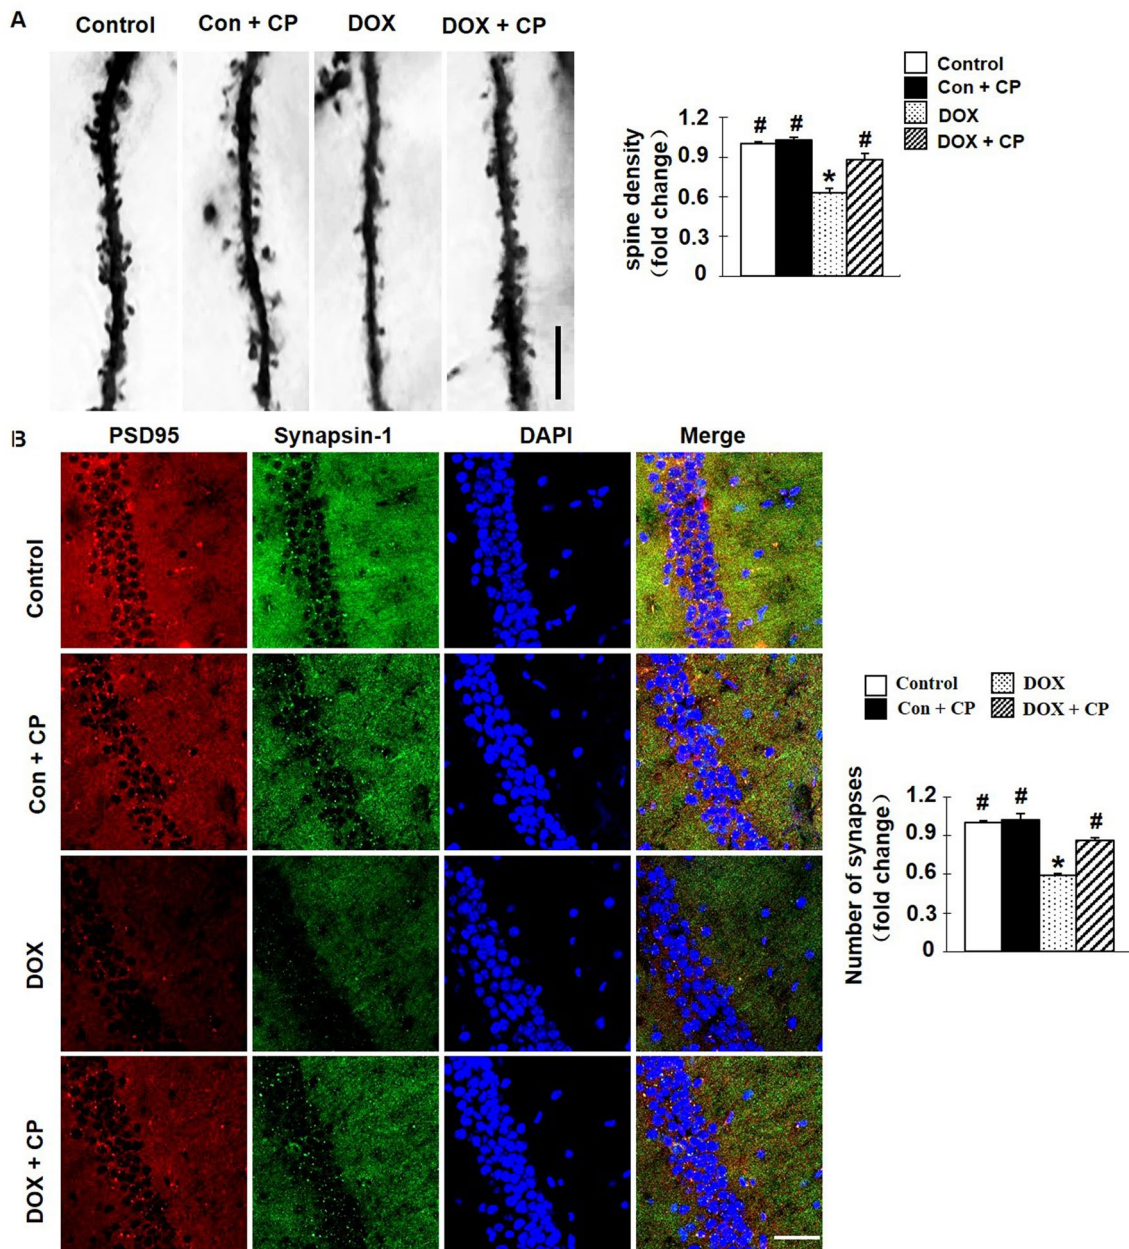 A
Control
Con + CP
DOX
DOX + CP
Control
Con + CP
DOX
DOX + CP
spine density
(fold change)
1.2
0.9
0.6
0.3
0
# # * #
B
PSD95
Synapsin-1
DAPI
Merge
Control
Con + CP
DOX
DOX + CP
Control
DOX
Con + CP
DOX + CP
Number of synapses
(fold change)
1.2
0.9
0.6
0.3
0
# # * #